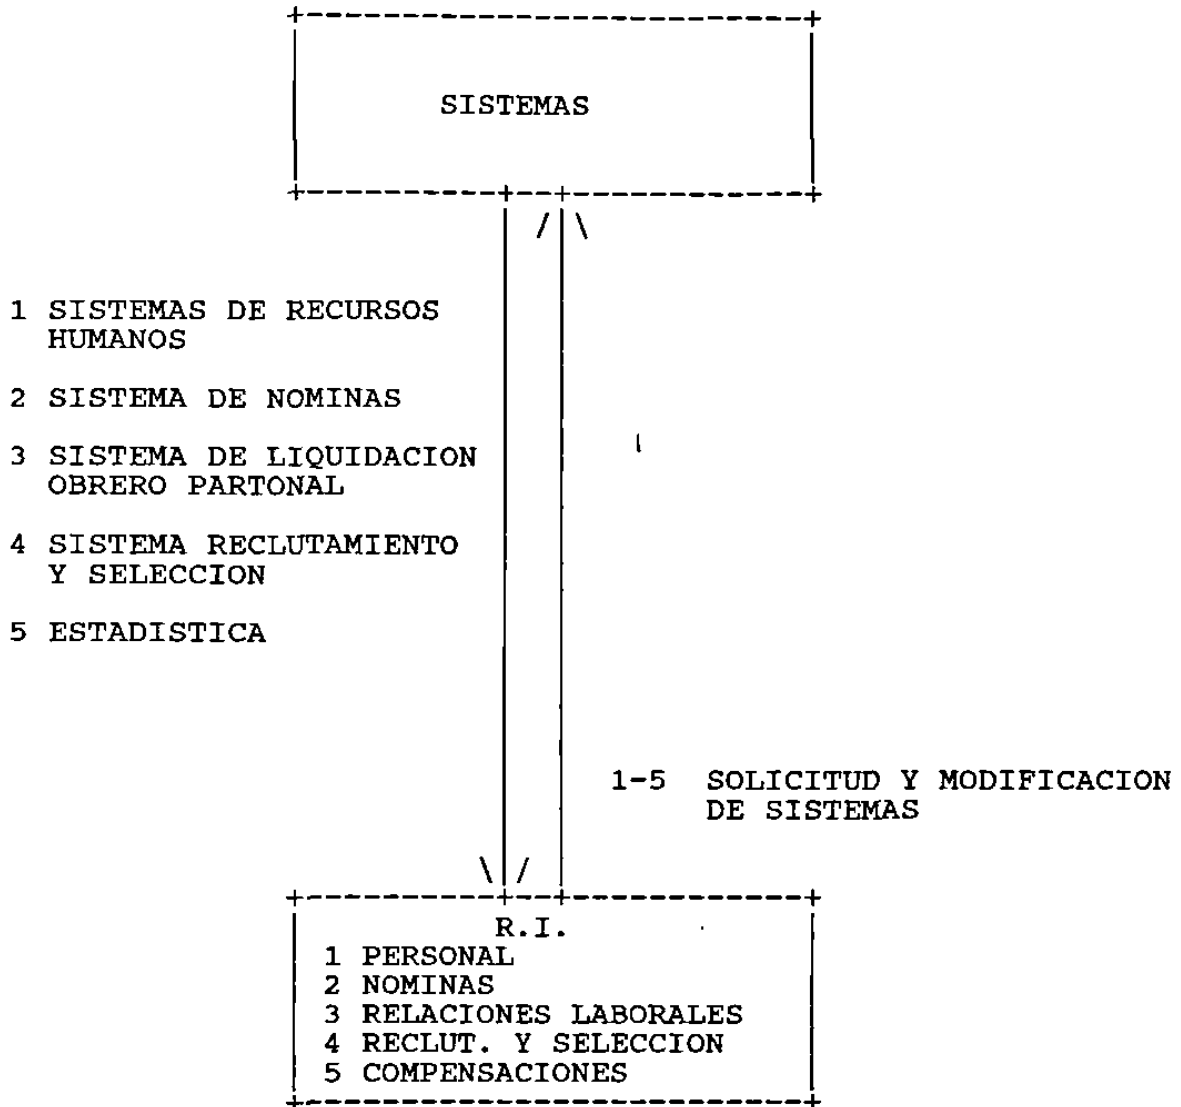 SISTEMAS
1 SISTEMAS DE RECURSOS
HUMANOS
2 SISTEMA DE NOMINAS
3 SISTEMA DE LIQUIDACION
OBRERO PARTONAL
4 SISTEMA RECLUTAMIENTO
Y SELECCION
5 ESTADISTICA
1-5 SOLICITUD Y MODIFICACION
DE SISTEMAS
R.I.
1 PERSONAL
2 NOMINAS
3 RELACIONES LABORALES
4 RECLUT. Y SELECCION
5 COMPENSACIONES